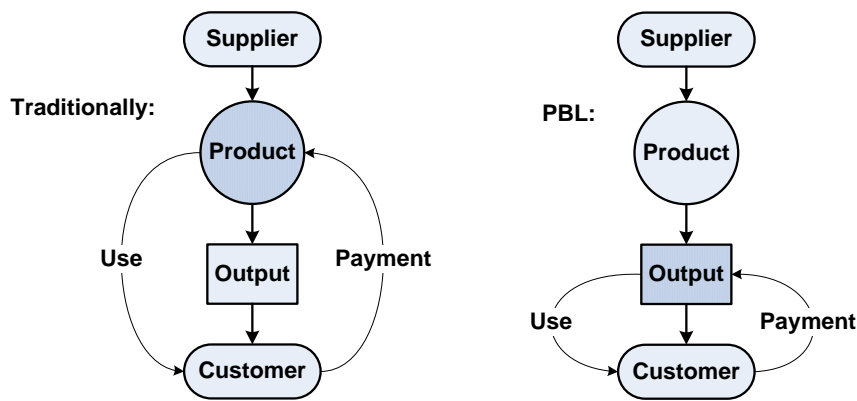 Supplier
Traditionally:
Product
Use
Payment
Output
Customer
Supplier
PBL:
Product
Output
Use
Payment
Customer